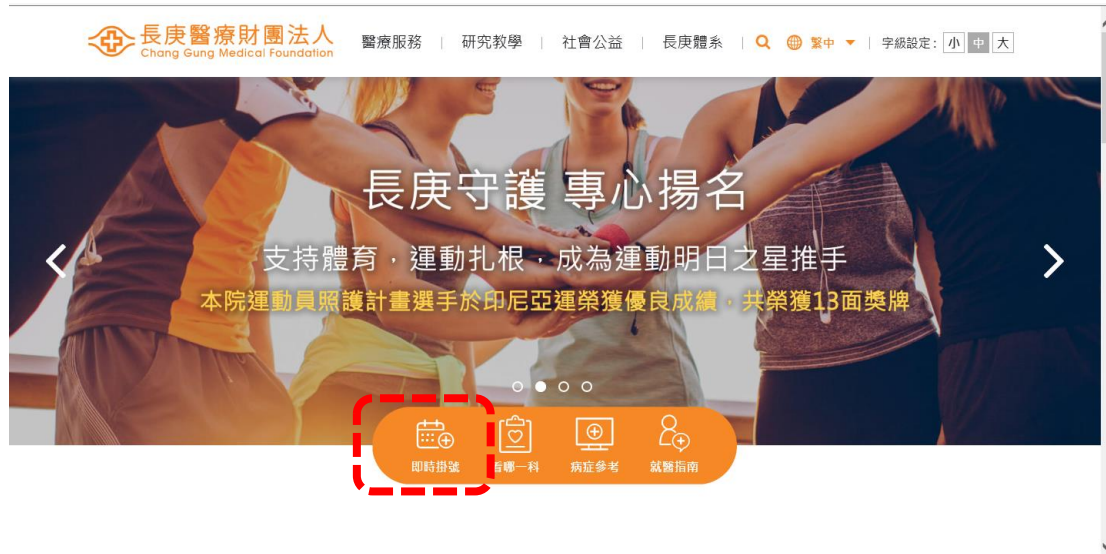 長庚醫療財團法人
Chang Gung Medical Foundation
醫療服務 | 研究教學 | 社會公益 | 長庚體系 | 繁中 | 字級設定: 小 中 大
長庚守護 專心揚名
支持體育，運動扎根，成為運動明日之星推手
本院運動員照護計畫選手於印尼亞運榮獲優良成績，共榮獲13面獎牌
即時掛號 看哪一科 病症參考 就醫指南